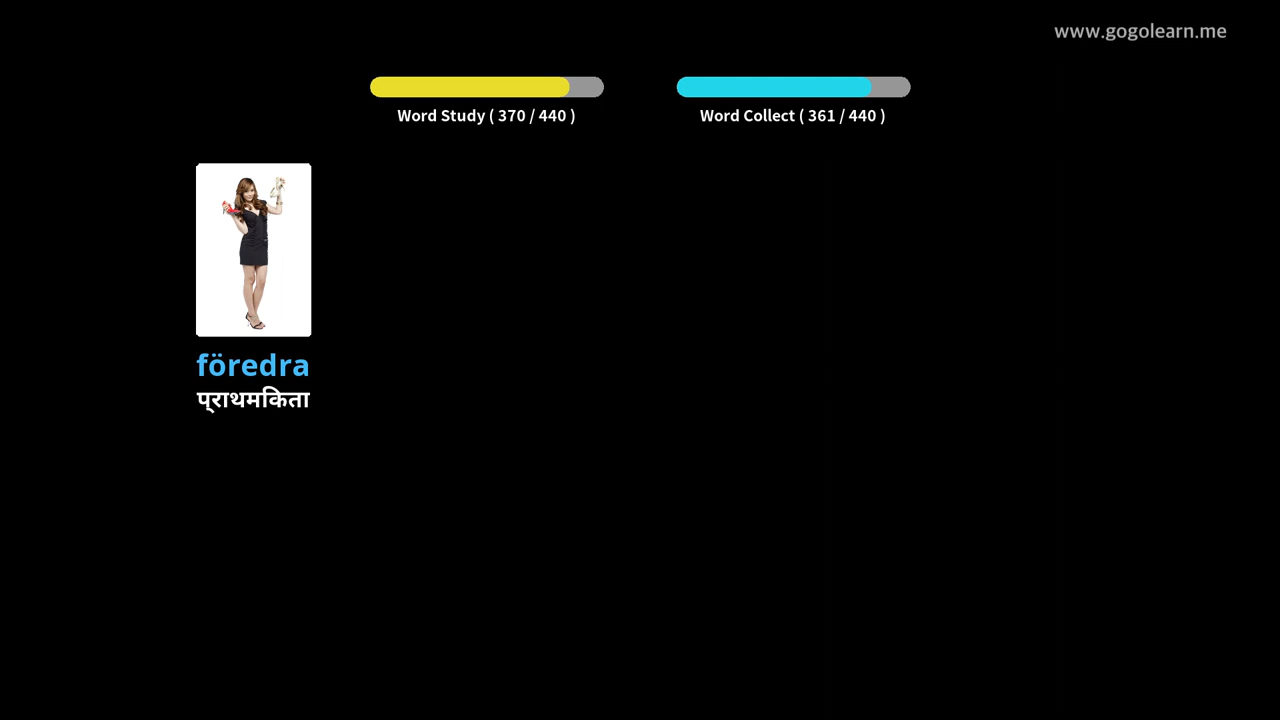 www.gogolearn.me
Word Study ( 370 / 440 )
Word Collect ( 361 / 440 )
föredra
प्राथमकिता